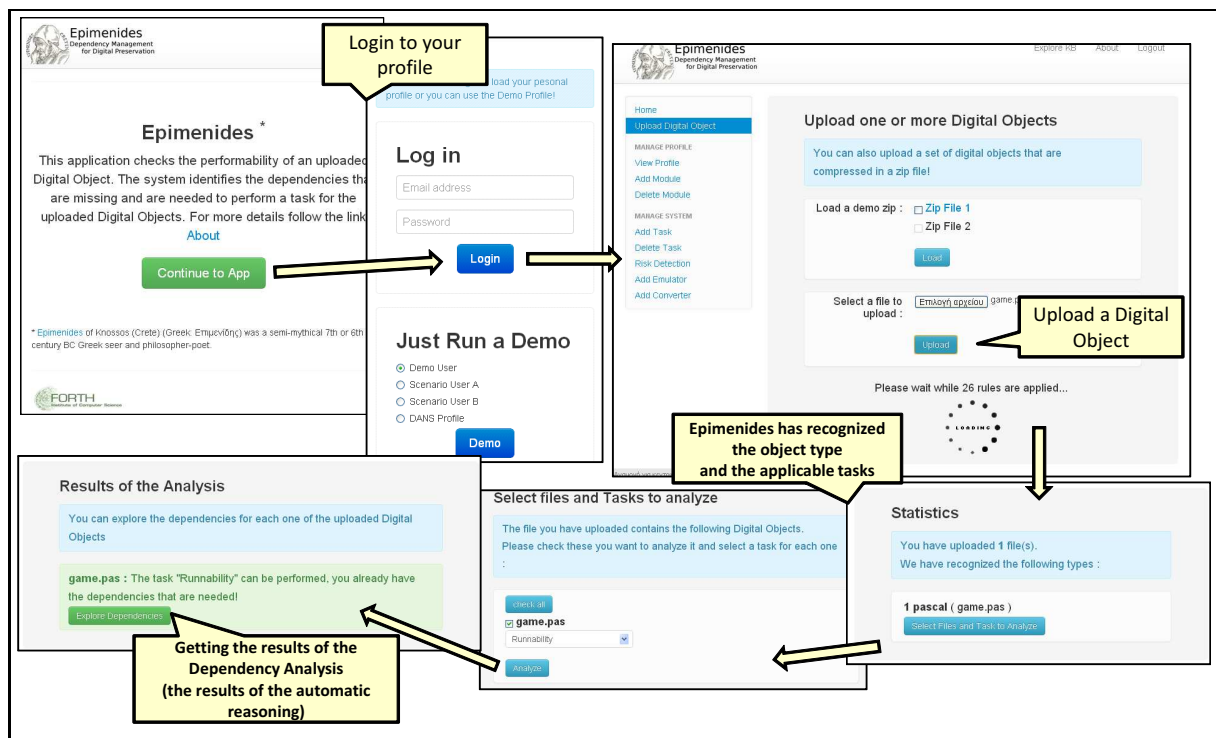 Epimenides
Dependency Management
for Digital Preservation
Epimenides *
This application checks the performability of an uploaded
Digital Object. The system identifies the dependencies
are missing and are needed to perform a task for the
uploaded Digital Objects. For more details follow the link
About
Continue to App
* Epimenides of Knossos (Crete) (Greek: Επιμενίδης) was a semi-mythical 7th or 6th
century BC Greek seer and philosopher-poet.
FORTH
Institute of Computer Science
Login to your
profile
load your pesonal
profile or you can use the Demo Profile!
Log in
Email address
Password
Login
Just Run a Demo
Demo User
Scenario User A
Scenario User B
DANS Profile
Demo
Epimenides
Dependency Management
for Digital Preservation
Explore KB About Logout
Home
Upload Digital Object
MANAGE PROFILE
View Profile
Add Module
Delete Module
MANAGE SYSTEM
Add Task
Delete Task
Risk Detection
Add Emulator
Add Converter
Upload one or more Digital Objects
You can also upload a set of digital objects that are
compressed in a zip file!
Load a demo zip : Zip File 1
Zip File 2
Load
Select a file to
upload :
Επιλογή αρχείου
Upload
Upload a Digital
Object
Please wait while 26 rules are applied...
LOADING
Epimenides has recognized
the object type
and the applicable tasks
Statistics
You have uploaded 1 file(s).
We have recognized the following types :
1 pascal ( game.pas )
Select Files and Task to Analyze
Select files and Tasks to analyze
The file you have uploaded contains the following Digital Objects.
Please check these you want to analyze it and select a task for each one
:
check all
game.pas
Runnability
Analyze
Results of the Analysis
You can explore the dependencies for each one of the uploaded Digital
Objects
game.pas : The task "Runnability" can be performed, you already have
the dependencies that are needed!
Explore Dependencies
Getting the results of the
Dependency Analysis
(the results of the automatic
reasoning)